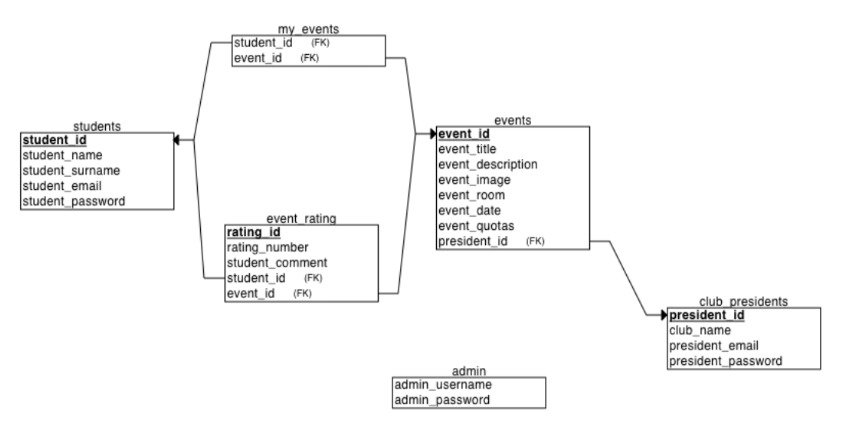 my_events
student_id (FK)
event_id (FK)
students
student_id
student_name
student_surname
student_email
student_password
events
event_id
event_title
event_description
event_image
event_room
event_date
event_quotas
president_id (FK)
event_rating
rating_id
rating_number
student_comment
student_id (FK)
event_id (FK)
club_presidents
president_id
club_name
president_email
president_password
admin
admin_username
admin_password